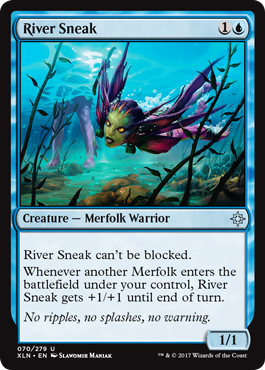 River Sneak 1
Creature — Merfolk Warrior
River Sneak can't be blocked.
Whenever another Merfolk enters the
battlefield under your control, River
Sneak gets +1/+1 until end of turn.
No ripples, no splashes, no warning.
1/1
070/279 U
XLN • EN SLAWOMIR MANIAK ™ & © 2017 Wizards of the Coast